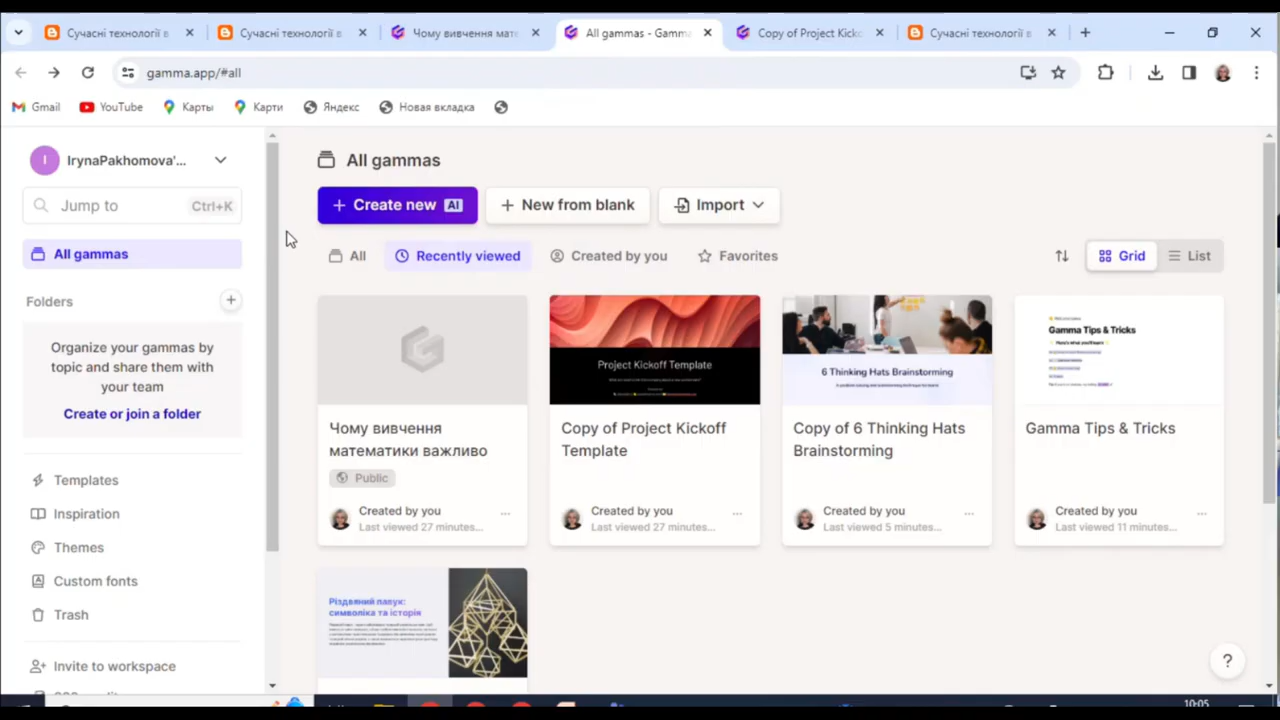 Сучасні технології в
Сучасні технології в
Чому вивчення мате
All gammas - Gamma
Copy of Project Kicko
Сучасні технології в
gamma.app/#all
Gmail
YouTube
Карты
Карти
Яндекс
Новая вкладка
I
IrynaPakhomova'...
Jump to
Ctrl+K
All gammas
Folders
Organize your gammas by
topic and share them with
your team
Create or join a folder
Templates
Inspiration
Themes
Custom fonts
Trash
Invite to workspace
All gammas
+ Create new AI
+ New from blank
Import
All
Recently viewed
Created by you
Favorites
Grid
List
Чому вивчення
математики важливо
Public
Created by you
Last viewed 27 minutes...
Project Kickoff Template
Copy of Project Kickoff
Template
Created by you
Last viewed 27 minutes...
6 Thinking Hats Brainstorming
Copy of 6 Thinking Hats
Brainstorming
Created by you
Last viewed 5 minutes...
Gamma Tips & Tricks
Gamma Tips & Tricks
Created by you
Last viewed 11 minutes...
Різдвяний павук:
символіка та історія
?
10:05